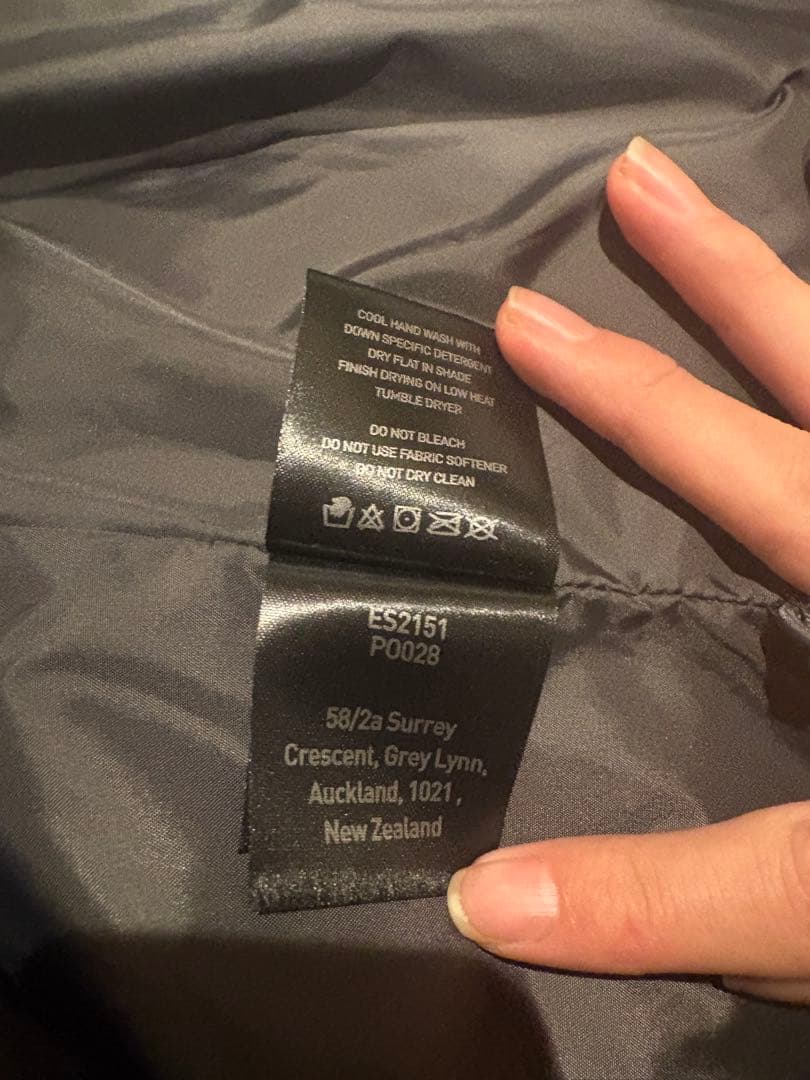 COOL HAND WASH WITH
DOWN SPECIFIC DETERGENT
DRY FLAT IN SHADE
FINISH DRYING ON LOW HEAT
TUMBLE DRYER
DO NOT BLEACH
DO NOT USE FABRIC SOFTENER
DO NOT DRY CLEAN
ES2151
PO028
58/2a Surrey
Crescent, Grey Lynn,
Auckland, 1021,
New Zealand